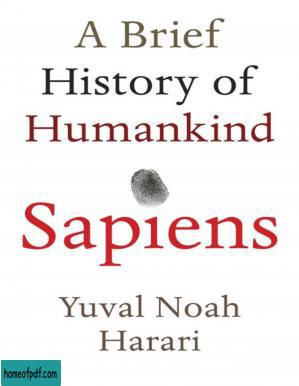 A Brief
History of
Humankind
Sapiens
Yuval Noah
Harari
homeofpdf.com